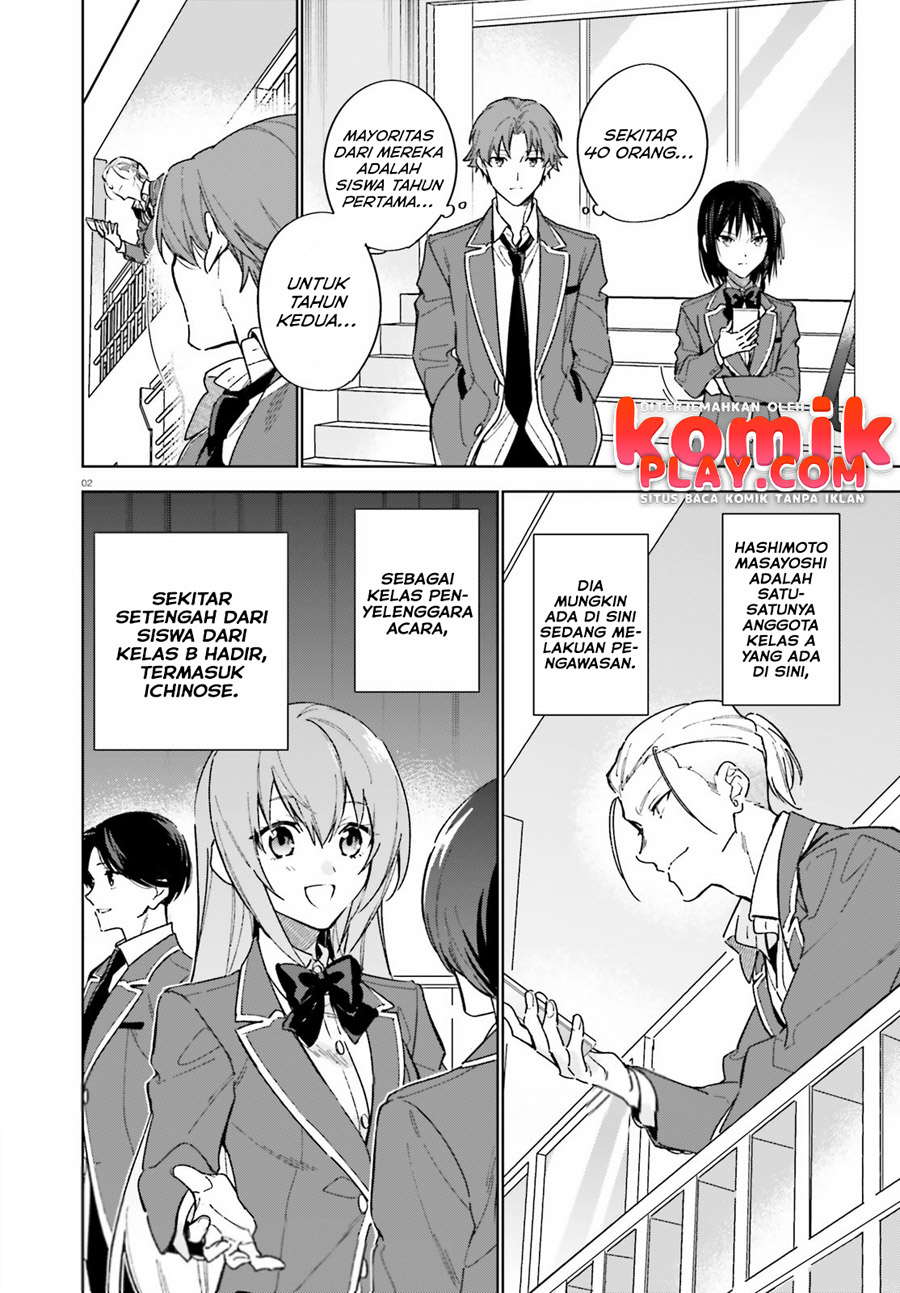 SEKITAR
40 ORANG...
MAYORITAS
DARI MEREKA
ADALAH
SISWA TAHUN
PERTAMA...
UNTUK
TAHUN
KEDUA...
DITERJEMAHKAN OLEH
komik
PLAY.COM
SITUS BACA KOMIK TANPA IKLAN
02
HASHIMOTO
MASAYOSHI
ADALAH
SATU-
SATUNYA
ANGGOTA
KELAS A
YANG ADA
DI SINI,
DIA
MUNGKIN
ADA DI SINI
SEDANG ME-
LAKUAN PE-
NGAWASAN.
SEBAGAI
KELAS PEN-
YELENGGARA
ACARA,
SEKITAR
SETENGAH DARI
SISWA DARI
KELAS B HADIR,
TERMASUK
ICHINOSE.